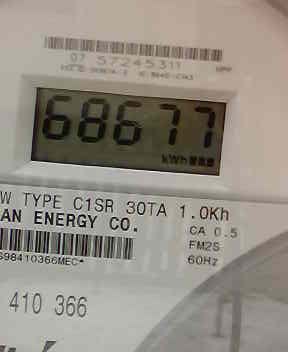 07 57245311
68677
kWh
W TYPE C1SR 30TA 1.0Kh
AN ENERGY CO.
CA 0.5
FM2S
60Hz
S98410366MEC*
410 366